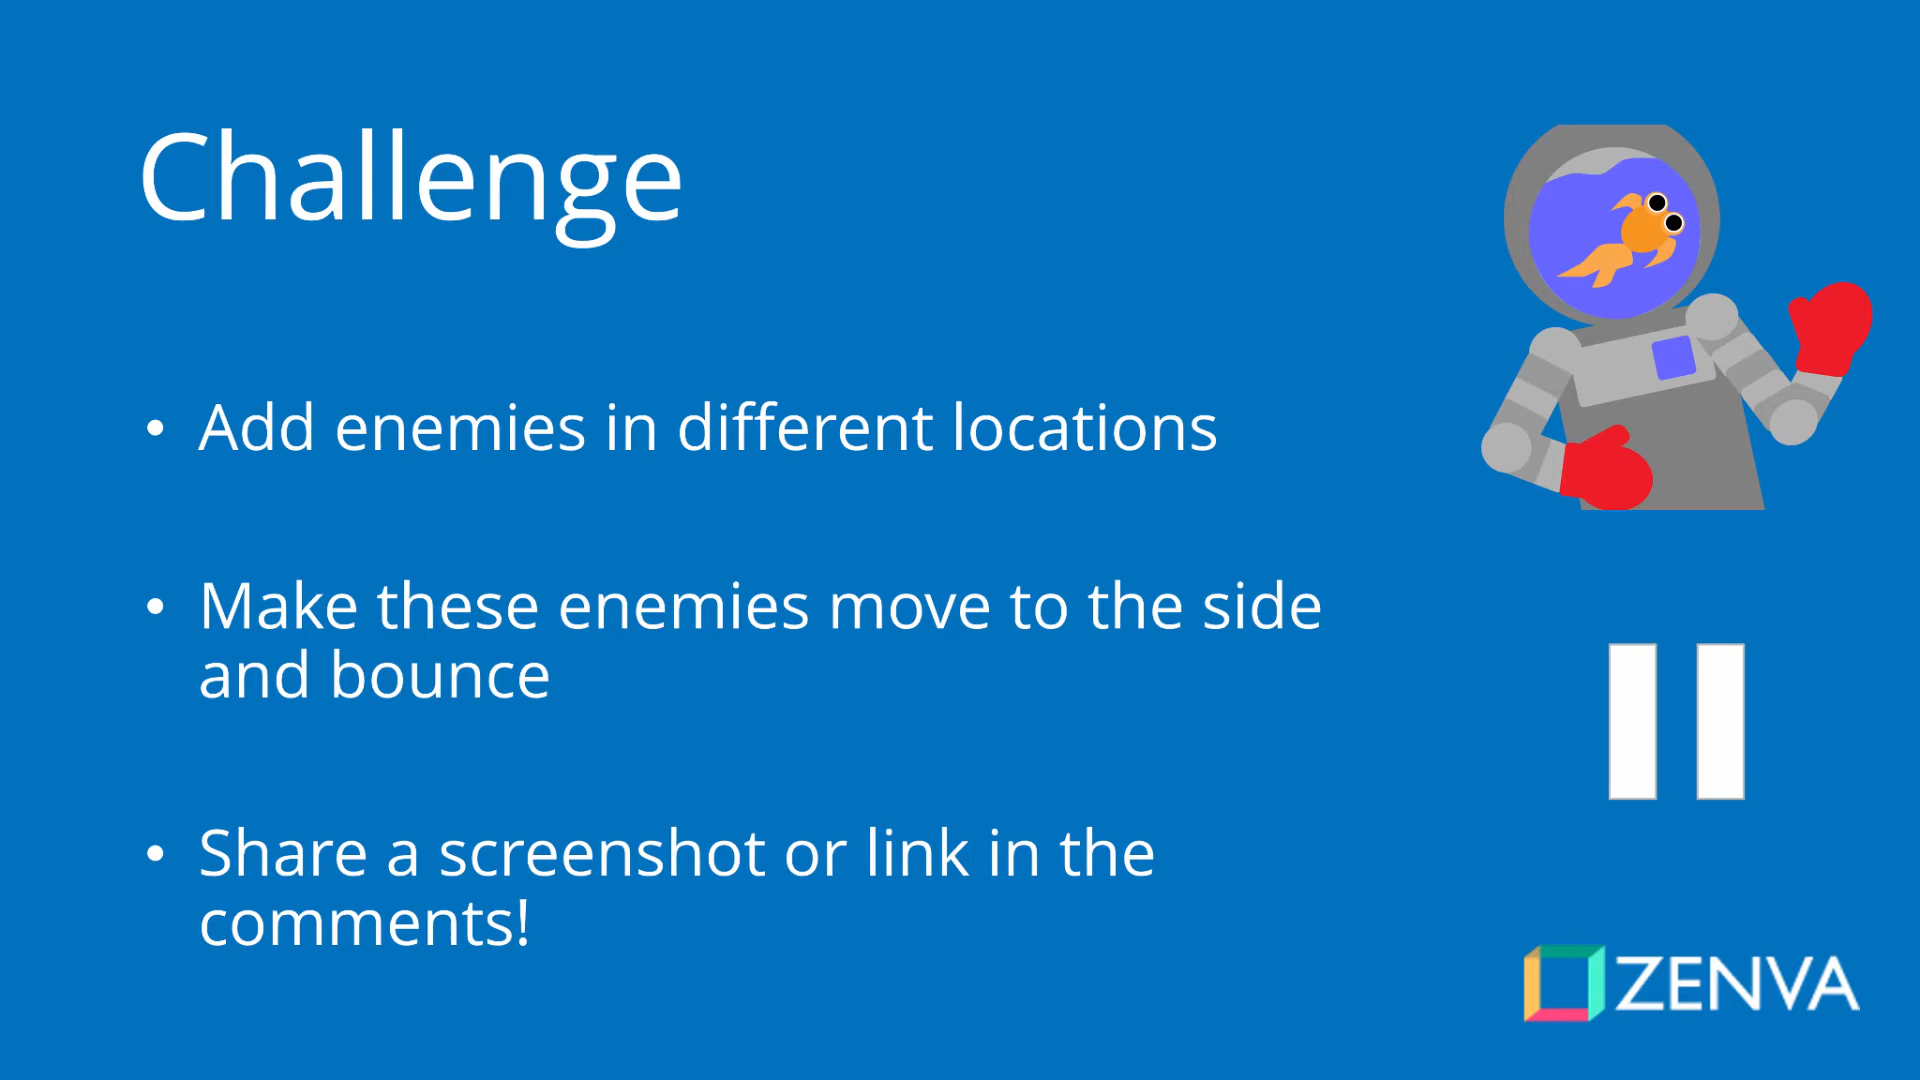 Challenge
• Add enemies in different locations
• Make these enemies move to the side
and bounce
• Share a screenshot or link in the
comments!
ZENVA